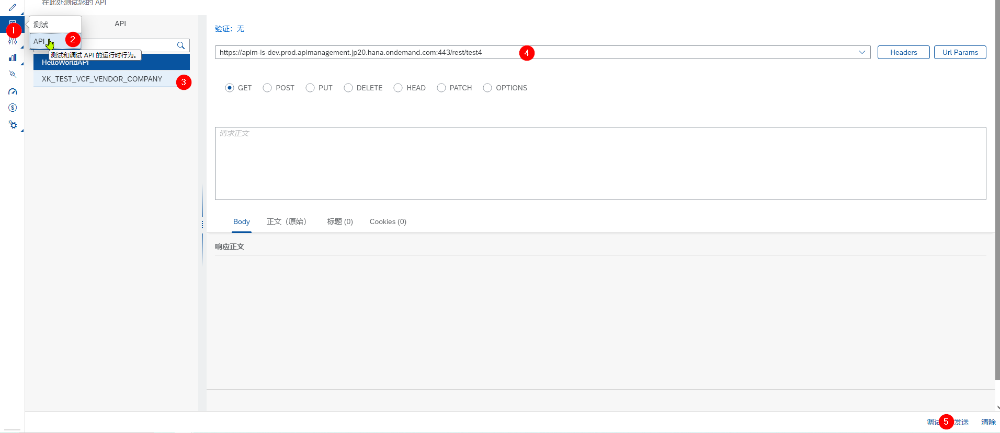 在此处测试您的 API
1
测试
API
2
测试和调试 API 的运行时行为。
API
HelloWorldAPI
XK_TEST_VCF_VENDOR_COMPANY
3
验证：无
https://apim-is-dev.prod.apimanagement.jp20.hana.ondemand.com:443/rest/test4
4
Headers
Url Params
GET POST PUT DELETE HEAD PATCH OPTIONS
请求正文
Body 正文（原始） 标题 (0) Cookies (0)
响应正文
调试 5 发送 清除